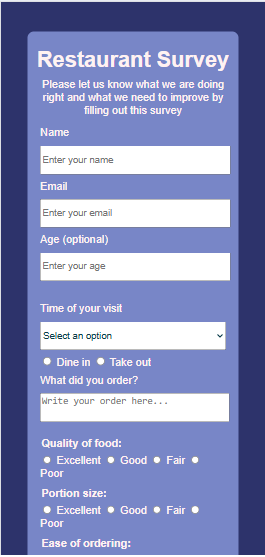 Restaurant Survey
Please let us know what we are doing
right and what we need to improve by
filling out this survey
Name
Enter your name
Email
Enter your email
Age (optional)
Enter your age
Time of your visit
Select an option
Dine in Take out
What did you order?
Write your order here...
Quality of food:
Excellent Good Fair
Poor
Portion size:
Excellent Good Fair
Poor
Ease of ordering: